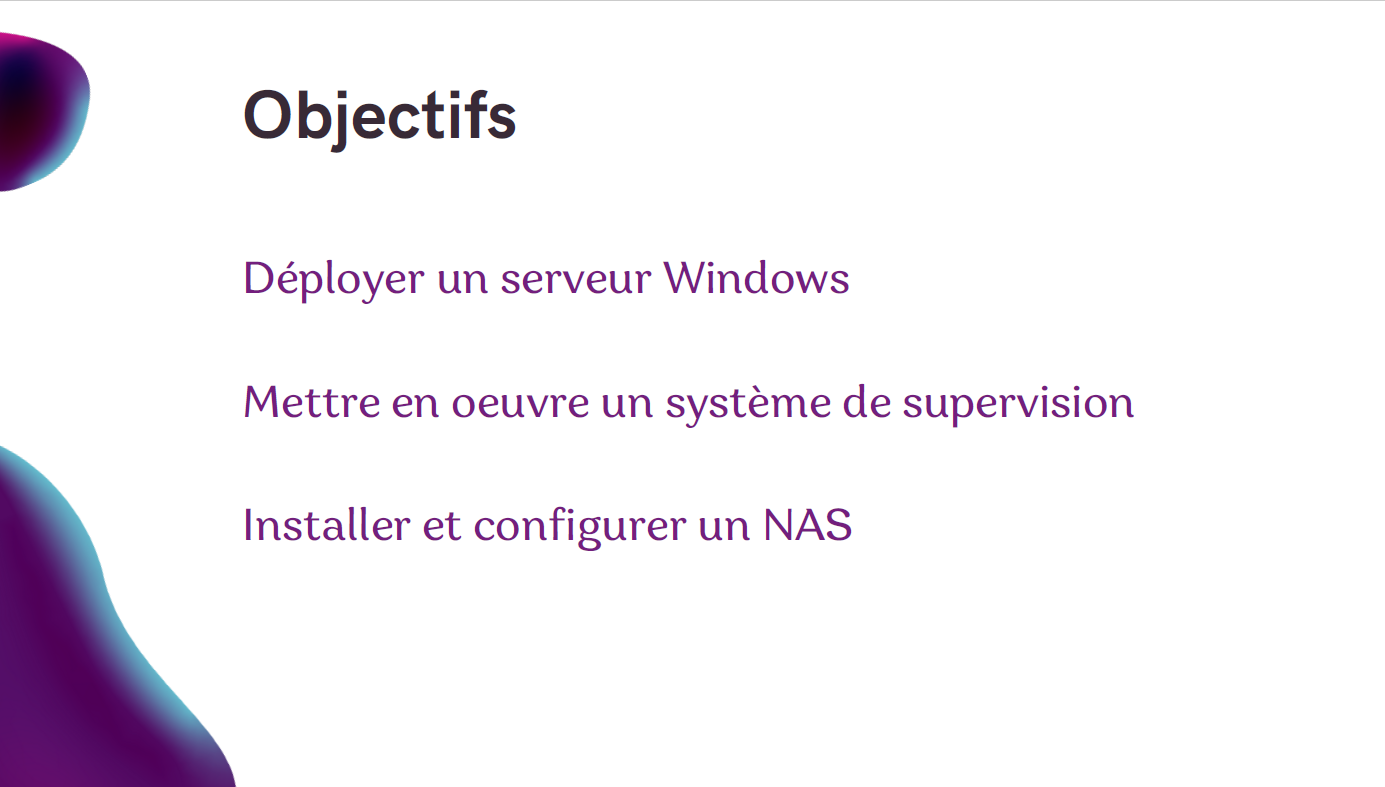 Objectifs
Déployer un serveur Windows
Mettre en oeuvre un système de supervision
Installer et configurer un NAS